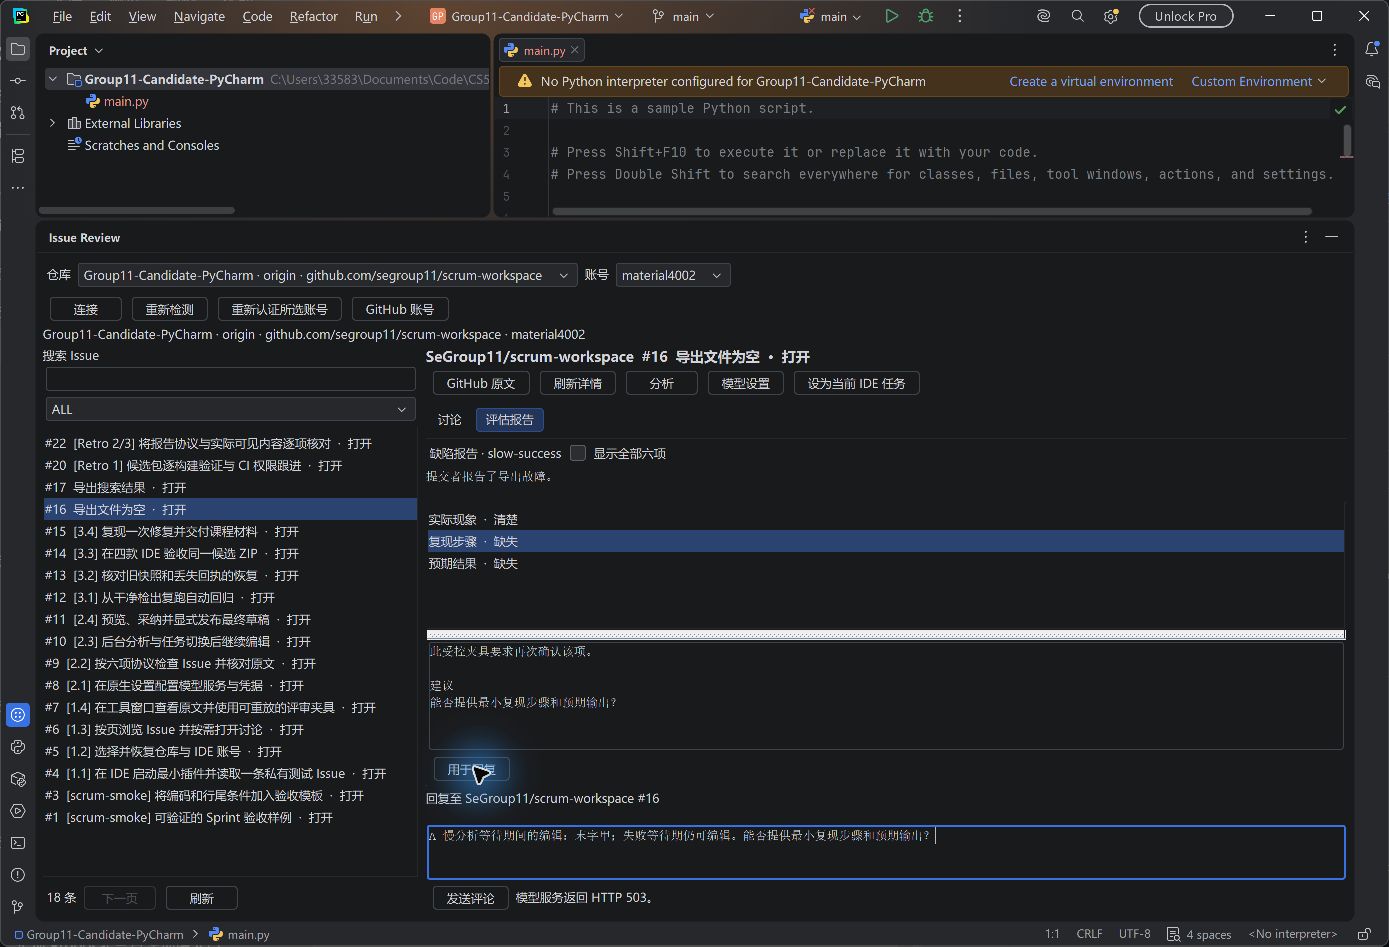 File Edit View Navigate Code Refactor Run GP Group11-Candidate-PyCharm main main Unlock Pro
Project
main.py
Group11-Candidate-PyCharm C:\Users\33583\Documents\Code\CS5
No Python interpreter configured for Group11-Candidate-PyCharm Create a virtual environment Custom Environment
main.py
External Libraries
Scratches and Consoles
1 # This is a sample Python script.
2
3 # Press Shift+F10 to execute it or replace it with your code.
4 # Press Double Shift to search everywhere for classes, files, tool windows, actions, and settings.
5
Issue Review
仓库 Group11-Candidate-PyCharm · origin · github.com/segroup11/scrum-workspace 账号 material4002
连接 重新检测 重新认证所选账号 GitHub 账号
Group11-Candidate-PyCharm · origin · github.com/segroup11/scrum-workspace · material4002
搜索 Issue
ALL
#22 [Retro 2/3] 将报告协议与实际可见内容逐项核对 · 打开
#20 [Retro 1] 候选包逐构建验证与 CI 权限跟进 · 打开
#17 导出搜索结果 · 打开
#16 导出文件为空 · 打开
#15 [3.4] 复现一次修复并交付课程材料 · 打开
#14 [3.3] 在四款 IDE 验收同一候选 ZIP · 打开
#13 [3.2] 核对旧快照和丢失回执的恢复 · 打开
#12 [3.1] 从干净检出复跑自动回归 · 打开
#11 [2.4] 预览、采纳并显式发布最终草稿 · 打开
#10 [2.3] 后台分析与任务切换后继续编辑 · 打开
#9 [2.2] 按六项协议检查 Issue 并核对原文 · 打开
#8 [2.1] 在原生设置配置模型服务与凭据 · 打开
#7 [1.4] 在工具窗口查看原文并使用可重放的评审夹具 · 打开
#6 [1.3] 按页浏览 Issue 并按需打开讨论 · 打开
#5 [1.2] 选择并恢复仓库与 IDE 账号 · 打开
#4 [1.1] 在 IDE 启动最小插件并读取一条私有测试 Issue · 打开
#3 [scrum-smoke] 将编码和行尾条件加入验收模板 · 打开
#1 [scrum-smoke] 可验证的 Sprint 验收样例 · 打开
18 条 下一页 刷新
SeGroup11/scrum-workspace #16 导出文件为空 · 打开
GitHub 原文 刷新详情 分析 模型设置 设为当前 IDE 任务
讨论 评估报告
缺陷报告 · slow-success 显示全部六项
提交者报告了导出故障。
实际现象 · 清楚
复现步骤 · 缺失
预期结果 · 缺失
此受控夹具要求再次确认该项。
建议
能否提供最小复现步骤和预期输出？
用于回复
回复至 SeGroup11/scrum-workspace #16
A 慢分析等待期间的编辑：末字甲；失败等待期仍可编辑。能否提供最小复现步骤和预期输出？
发送评论 模型服务返回 HTTP 503。
Group11-Candidate-PyCharm main.py 1:1 CRLF UTF-8 4 spaces <No interpreter>